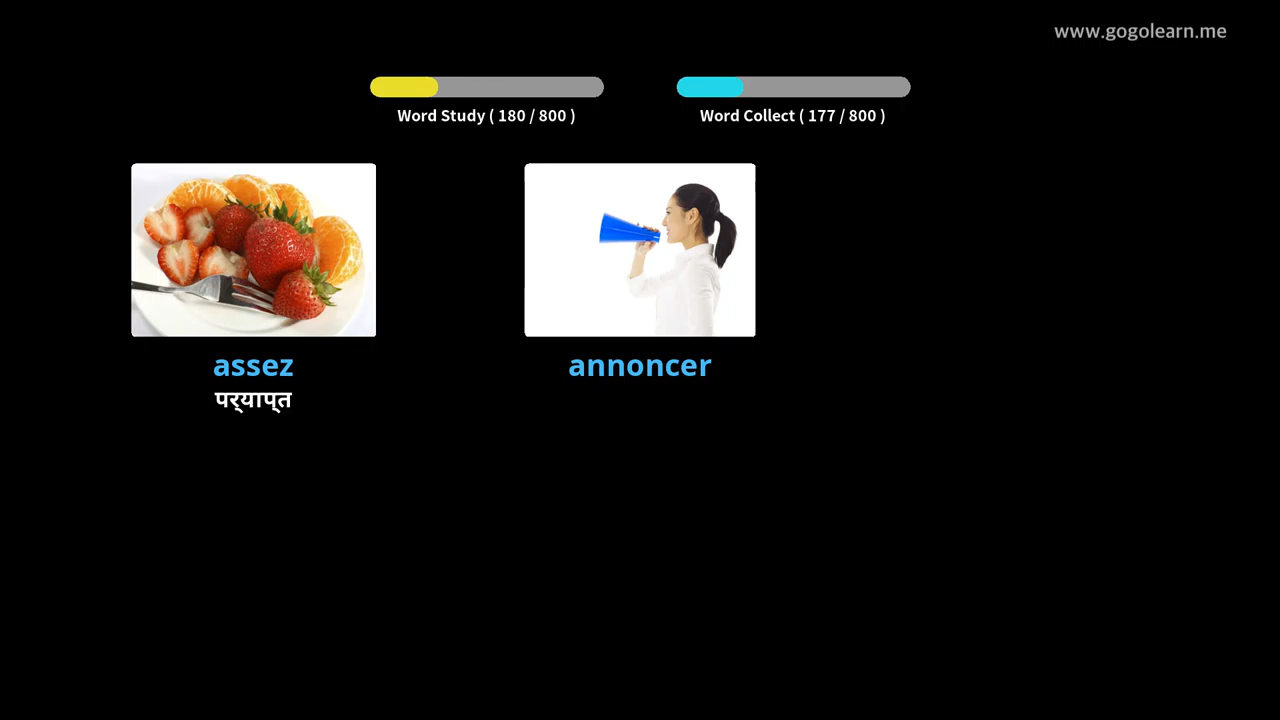 www.gogolearn.me
Word Study ( 180 / 800 )
Word Collect ( 177 / 800 )
assez
पर्‌याप्‌त
annoncer